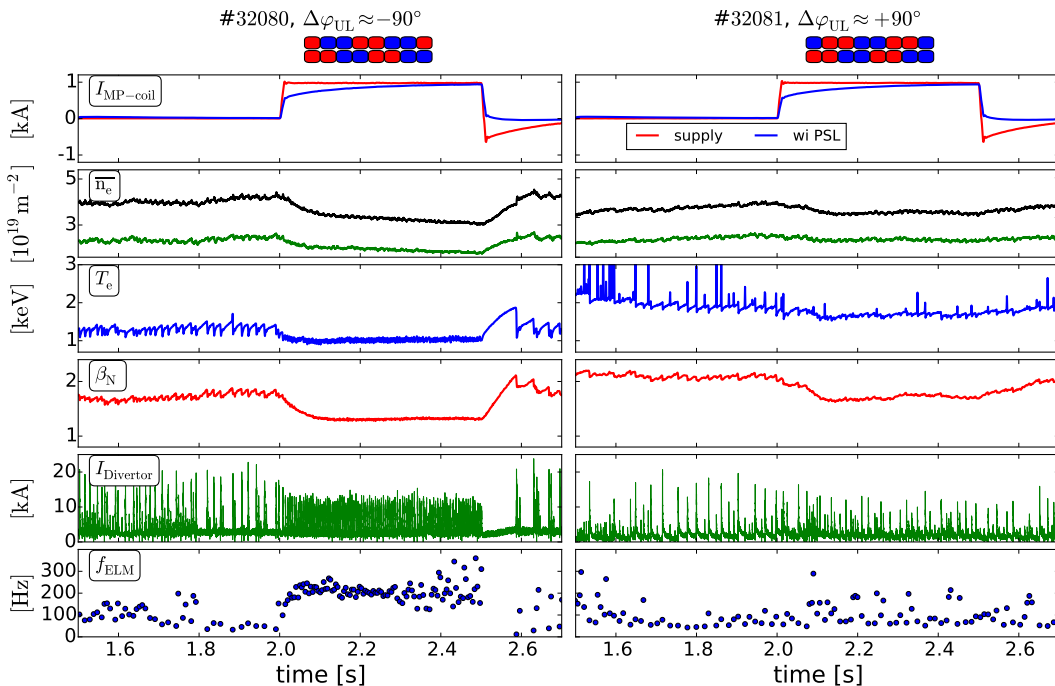 #32080, Δφ_UL ≈ −90°
#32081, Δφ_UL ≈ +90°
I_MP−coil
[kA]
1
0
-1
supply
wi PSL
n̅_e
[10^19 m^−2]
5
3
1
T_e
[keV]
3
2
1
β_N
2
1
I_Divertor
[kA]
20
10
0
f_ELM
[Hz]
300
200
100
0
1.6 1.8 2.0 2.2 2.4 2.6
1.6 1.8 2.0 2.2 2.4 2.6
time [s]
time [s]